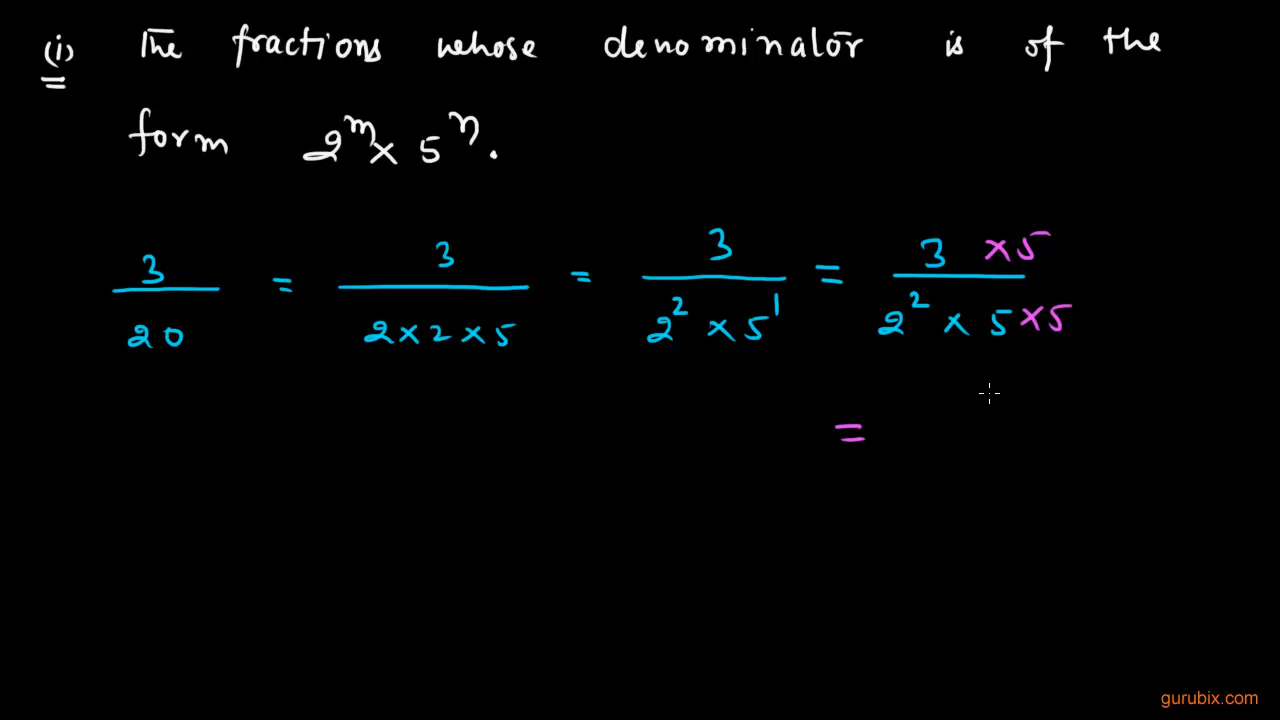 (i) The fractions whose denominator is of the
form 2^m × 5^n.
3/20 = 3/(2×2×5) = 3/(2^2 × 5^1) = (3 ×5)/(2^2 × 5 ×5)
=
gurubix.com